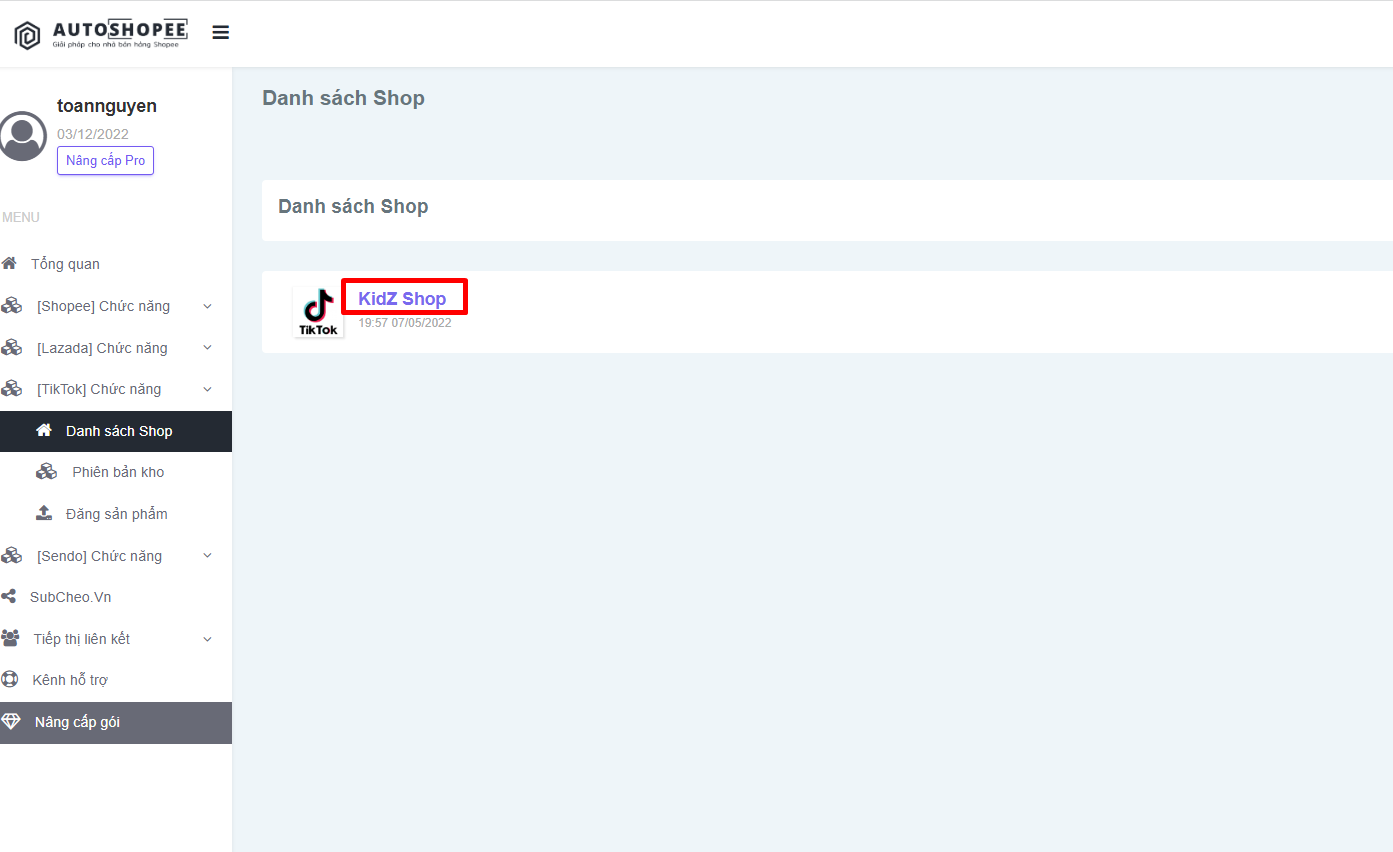 AUTOSHOPEE
Giải pháp cho nhà bán hàng Shopee
toannguyen
03/12/2022
Nâng cấp Pro
MENU
Tổng quan
[Shopee] Chức năng
[Lazada] Chức năng
[TikTok] Chức năng
Danh sách Shop
Phiên bản kho
Đăng sản phẩm
[Sendo] Chức năng
SubCheo.Vn
Tiếp thị liên kết
Kênh hỗ trợ
Nâng cấp gói
Danh sách Shop
Danh sách Shop
TikTok
KidZ Shop
19:57 07/05/2022